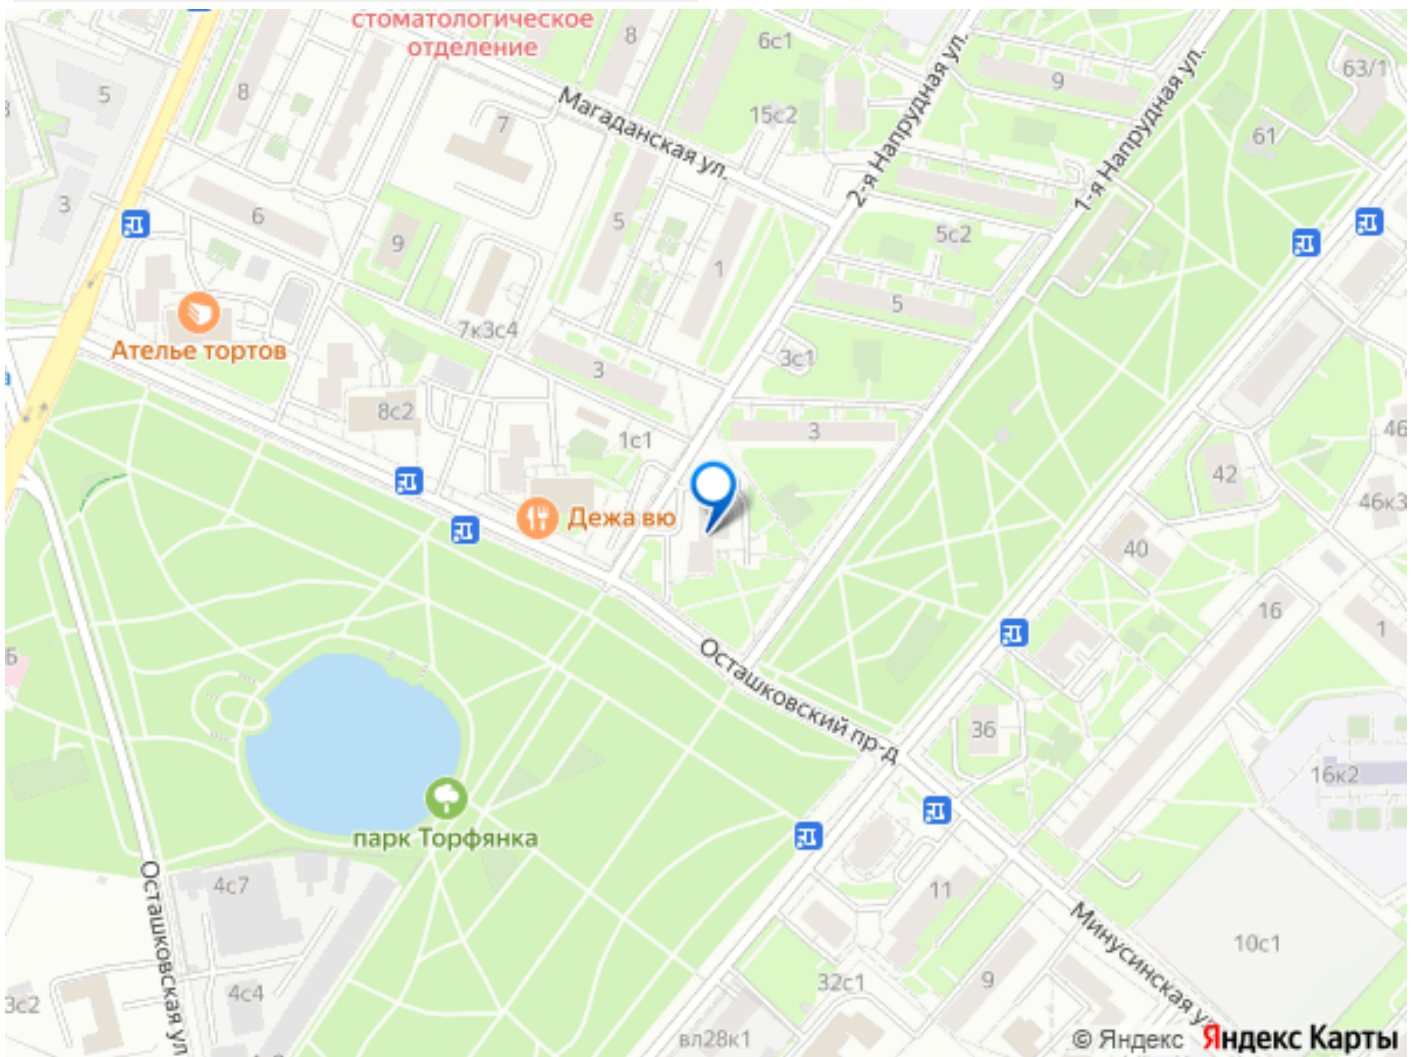 стоматологическое
отделение
8
6с1
63/1
5
8
7
15с2
9
61
Магаданская ул.
2-я Напрудная ул.
1-я Напрудная ул.
3
6
9
5
1
5с2
5
7к3с4
Ателье тортов
3с1
3
8с2
1с1
3
46
42
46к3
Дежа вю
40
16
1
Осташковский пр-д
36
16к2
парк Торфянка
4с7
11
Осташковская ул
Минусинская ул
10с1
4с4
32с1
9
3с2
вл28к1
© Яндекс Яндекс Карты